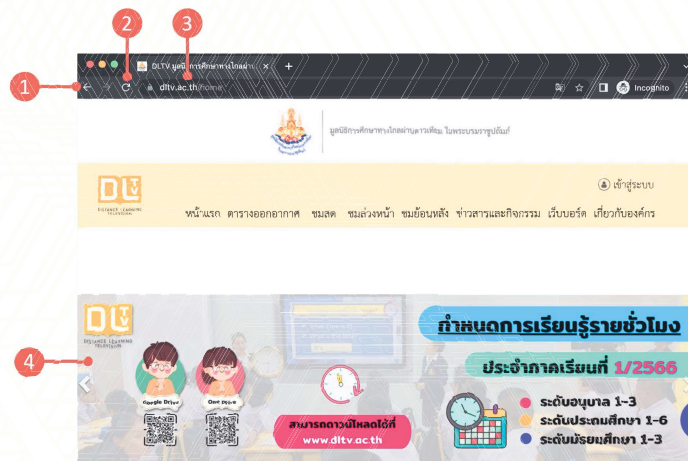 2 3
DLTV มูลนิธิการศึกษาทางไกลผ่าน...
1
dltv.ac.th/home
Incognito
มูลนิธิการศึกษาทางไกลผ่านดาวเทียม ในพระบรมราชูปถัมภ์
DLTV
DISTANCE LEARNING
TELEVISION
เข้าสู่ระบบ
หน้าแรก ตารางออกอากาศ ชมสด ชมล่วงหน้า ชมย้อนหลัง ข่าวสารและกิจกรรม เว็บบอร์ด เกี่ยวกับองค์กร
DLTV
DISTANCE LEARNING
TELEVISION
กำหนดการเรียนรู้รายชั่วโมง
4
ประจำภาคเรียนที่ 1/2566
Google Drive One Drive
ระดับอนุบาล 1-3
สามารถดาวน์โหลดได้ที่
ระดับประถมศึกษา 1-6
www.dltv.ac.th
ระดับมัธยมศึกษา 1-3